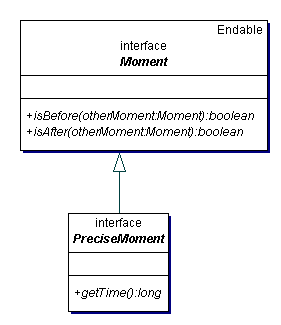 Endable
interface
Moment
+isBefore(otherMoment:Moment):boolean
+isAfter(otherMoment:Moment):boolean
interface
PreciseMoment
+getTime():long